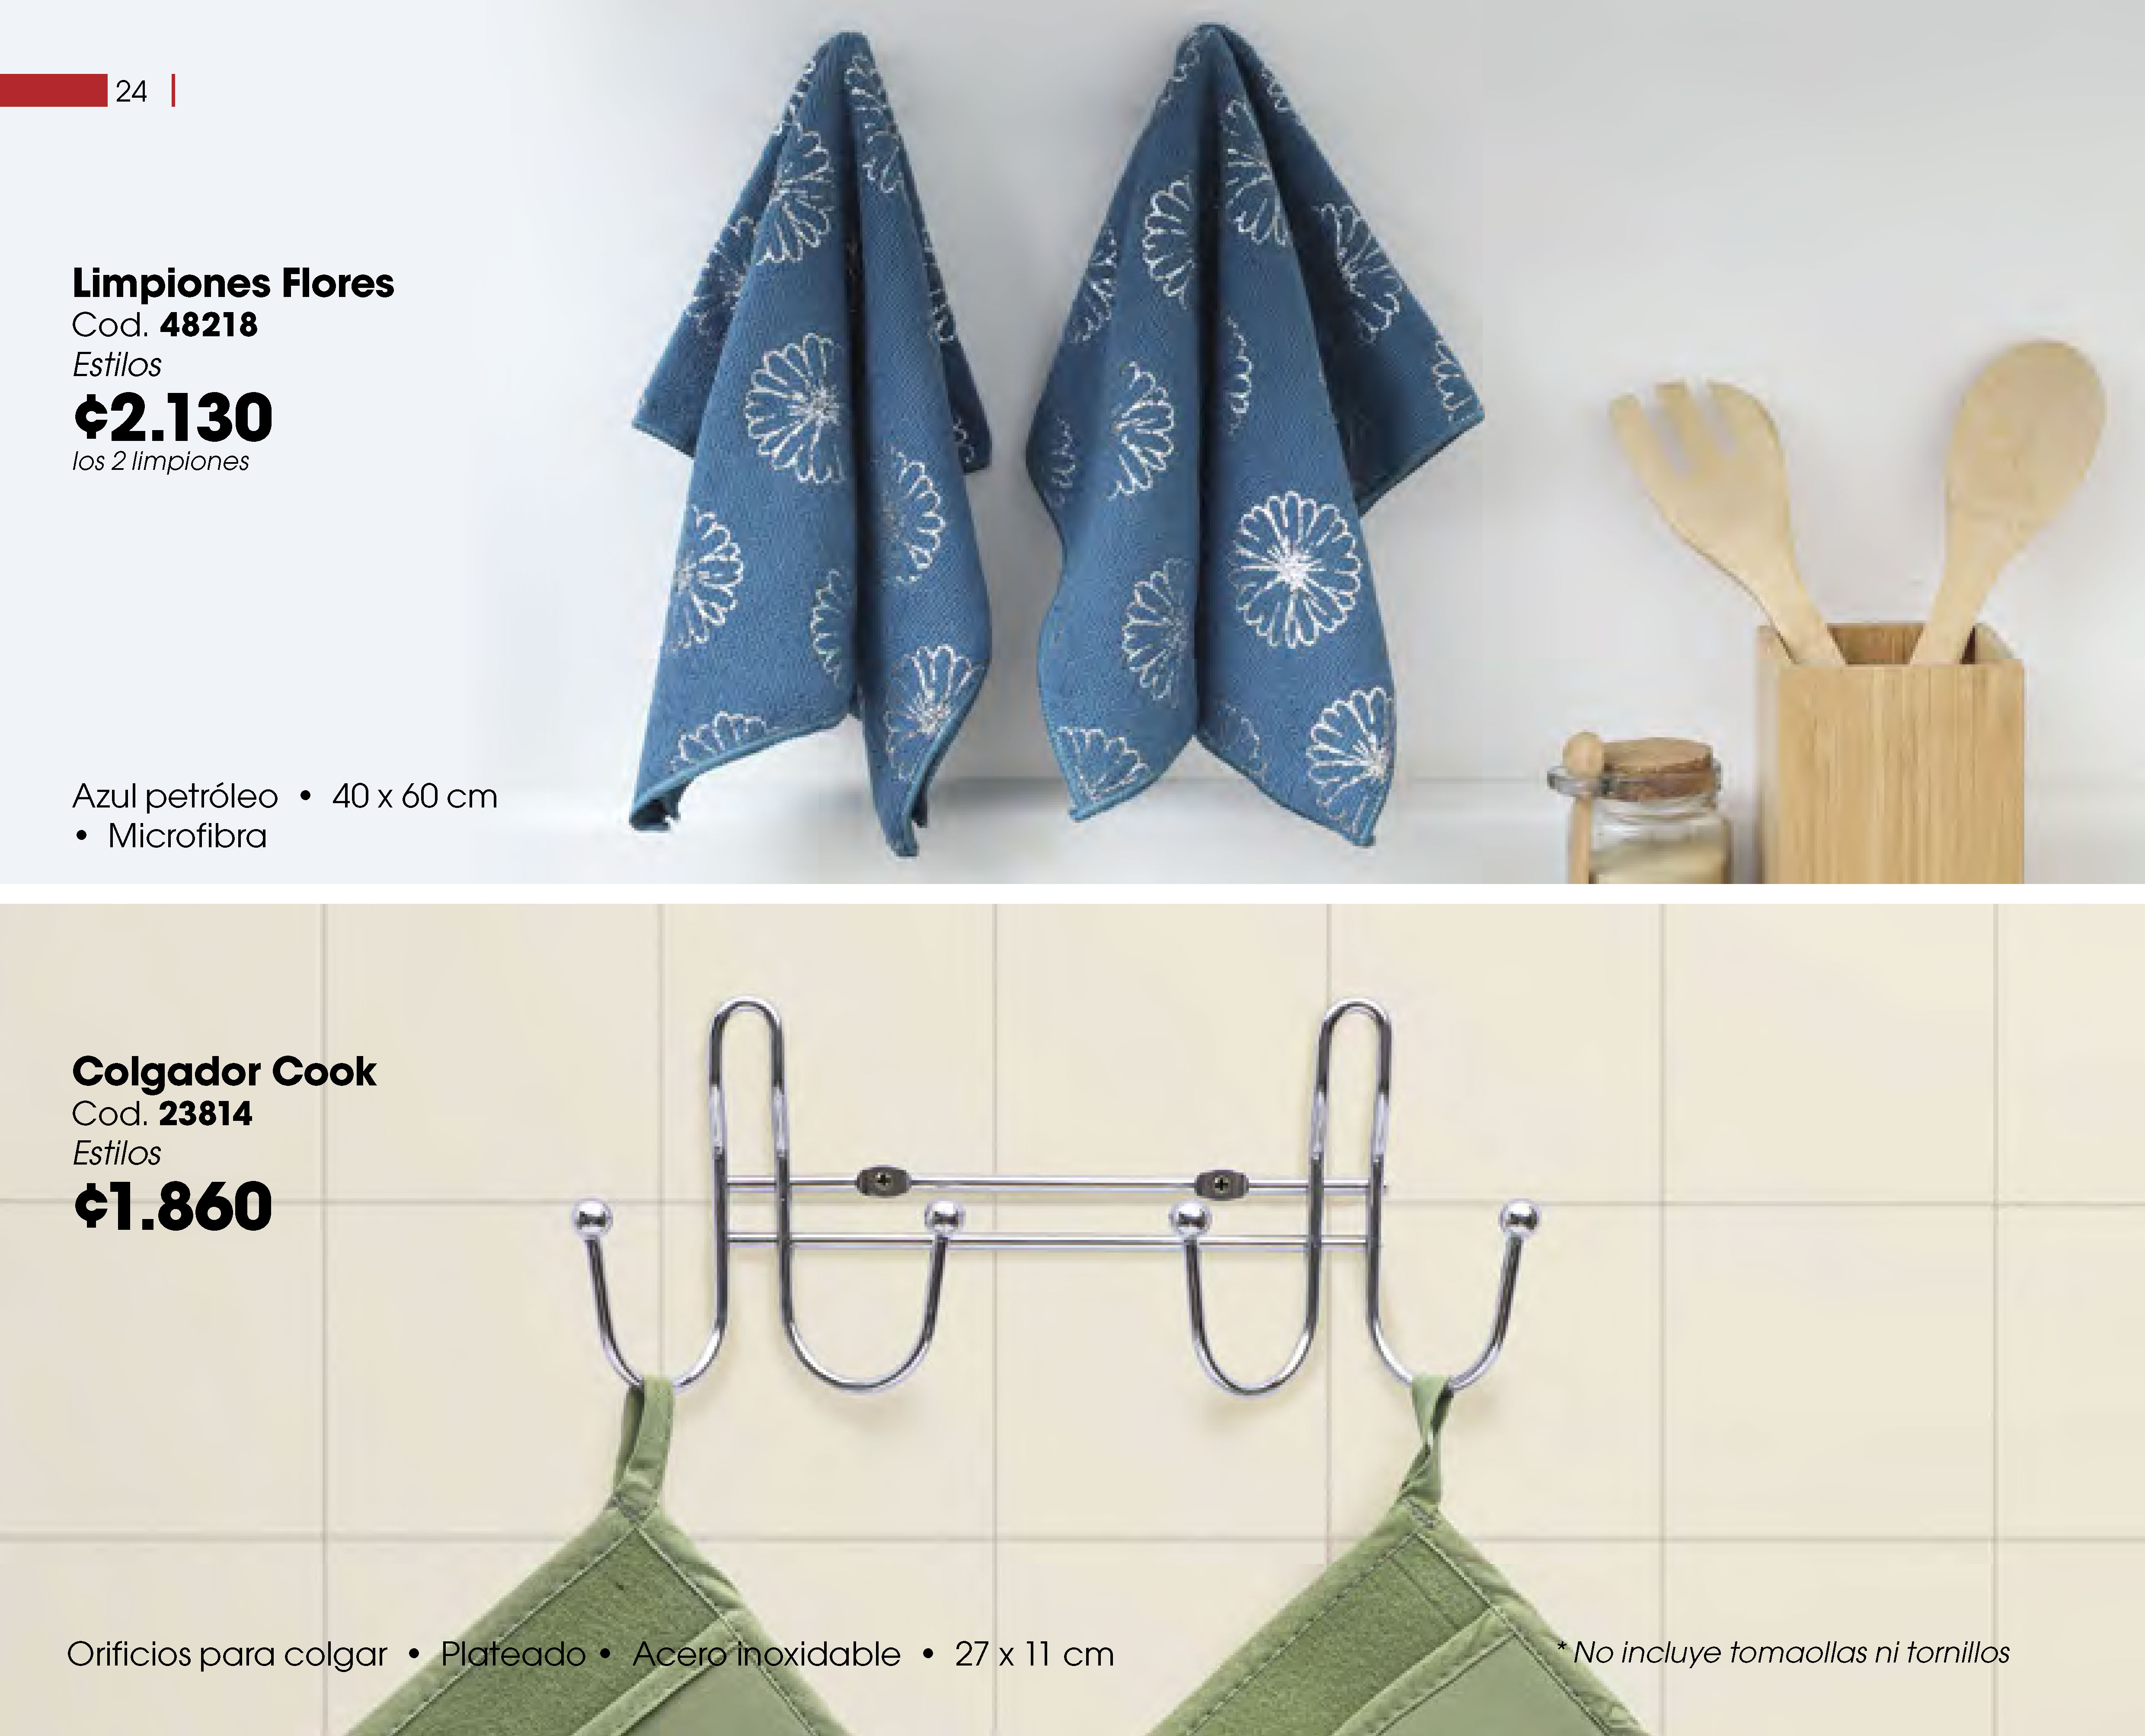 24
Limpiones Flores
Cod. 48218
Estilos
¢2.130
los 2 limpiones
Azul petróleo • 40 x 60 cm
• Microfibra
Colgador Cook
Cod. 23814
Estilos
¢1.860
Orificios para colgar • Plateado • Acero inoxidable • 27 x 11 cm
* No incluye tomaollas ni tornillos